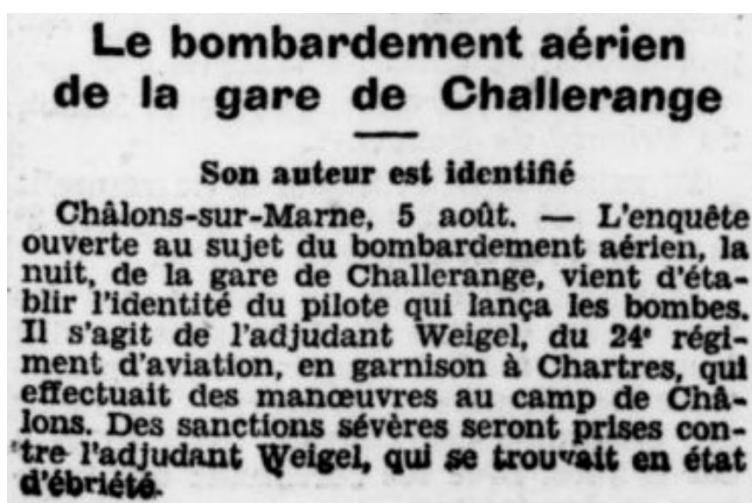 Le bombardement aérien
de la gare de Challerange
Son auteur est identifié
Châlons-sur-Marne, 5 août. — L'enquête
ouverte au sujet du bombardement aérien, la
nuit, de la gare de Challerange, vient d'éta-
blir l'identité du pilote qui lança les bombes.
Il s'agit de l'adjudant Weigel, du 24e régi-
ment d'aviation, en garnison à Chartres, qui
effectuait des manœuvres au camp de Châ-
lons. Des sanctions sévères seront prises con-
tre l'adjudant Weigel, qui se trouvait en état
d'ébriété.